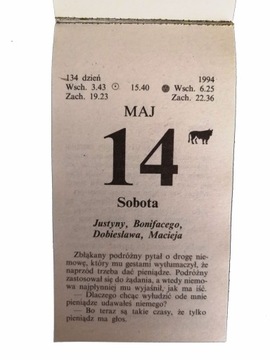 134 dzień 1994
Wsch. 3.43 15.40 Wsch. 6.25
Zach. 19.23 Zach. 22.36
MAJ
14
Sobota
Justyny, Bonifacego,
Dobiesława, Macieja
Zbłąkany podróżny pytał o drogę nie-
mowę, który mu gestami wytłumaczył, że
naprzód trzeba dać pieniądze. Podróżny
zastosował się do żądania, a wtedy niemo-
wa najpłynniej mu wyjaśnił, jak ma iść.
— Dlaczego chcąc wyłudzić ode mnie
pieniądze udawałeś niemego?
— Bo teraz są takie czasy, że tylko
pieniądz ma głos.